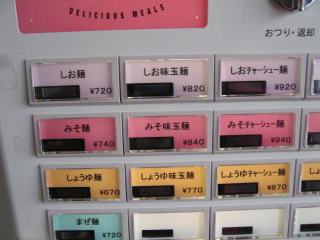 DELICIOUS MEALS
おつり・返却
しお麺
¥720
しお味玉麺
¥820
しおチャーシュー麺
¥920
みそ麺
¥740
みそ味玉麺
¥840
みそチャーシュー麺
¥940
しょうゆ麺
¥670
しょうゆ味玉麺
¥770
しょうゆチャーシュー麺
¥870
まぜ麺
¥720